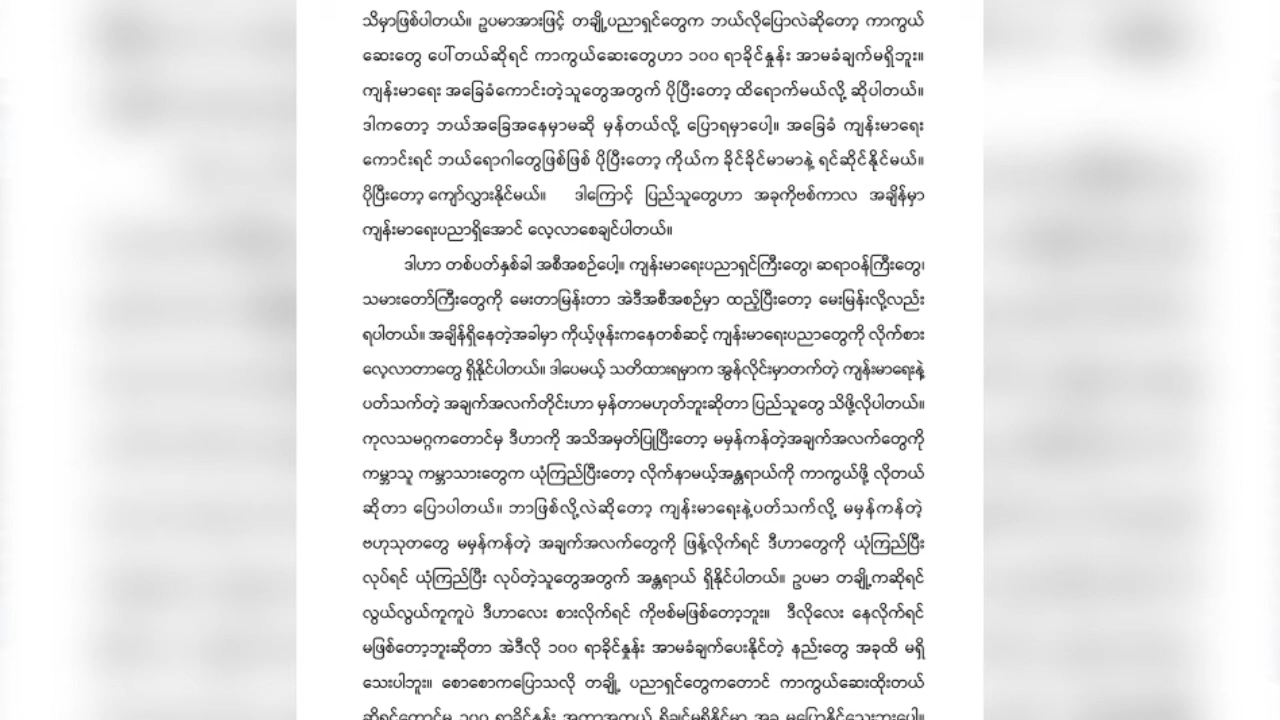 သိမှာဖြစ်ပါတယ်။ ဥပမာအားဖြင့် တချို့ပညာရှင်တွေက ဘယ်လိုပြောလဲဆိုတော့ ကာကွယ်
ဆေးတွေ ပေါ်တယ်ဆိုရင် ကာကွယ်ဆေးတွေဟာ ၁၀၀ ရာခိုင်နှုန်း အာမခံချက်မရှိဘူး။
ကျန်းမာရေး အခြေခံကောင်းတဲ့သူတွေအတွက် ပိုပြီးတော့ ထိရောက်မယ်လို့ ဆိုပါတယ်။
ဒါကတော့ ဘယ်အခြေအနေမှာမဆို မှန်တယ်လို့ ပြောရမှာပေါ့။ အခြေခံ ကျန်းမာရေး
ကောင်းရင် ဘယ်ရောဂါတွေဖြစ်ဖြစ် ပိုပြီးတော့ ကိုယ်က ခိုင်ခိုင်မာမာနဲ့ ရင်ဆိုင်နိုင်မယ်။
ပိုပြီးတော့ ကျော်လွှားနိုင်မယ်။ ဒါကြောင့် ပြည်သူတွေဟာ အခုကိုဗစ်ကာလ အချိန်မှာ
ကျန်းမာရေးပညာရှိအောင် လေ့လာစေချင်ပါတယ်။
ဒါဟာ တစ်ပတ်နှစ်ခါ အစီအစဉ်ပေါ့။ ကျန်းမာရေးပညာရှင်ကြီးတွေ၊ ဆရာဝန်ကြီးတွေ၊
သမားတော်ကြီးတွေကို မေးတာမြန်းတာ အဲဒီအစီအစဉ်မှာ ထည့်ပြီးတော့ မေးမြန်းလို့လည်း
ရပါတယ်။ အချိန်ရှိနေတဲ့အခါမှာ ကိုယ့်ဖုန်းကနေတစ်ဆင့် ကျန်းမာရေးပညာတွေကို လိုက်စား
လေ့လာတာတွေ ရှိနိုင်ပါတယ်။ ဒါပေမယ့် သတိထားရမှာက အွန်လိုင်းမှာတက်တဲ့ ကျန်းမာရေးနဲ့
ပတ်သက်တဲ့ အချက်အလက်တိုင်းဟာ မှန်တာမဟုတ်ဘူးဆိုတာ ပြည်သူတွေ သိဖို့လိုပါတယ်။
ကုလသမဂ္ဂကတောင်မှ ဒီဟာကို အသိအမှတ်ပြုပြီးတော့ မမှန်ကန်တဲ့အချက်အလက်တွေကို
ကမ္ဘာသူ ကမ္ဘာသားတွေက ယုံကြည်ပြီးတော့ လိုက်နာမယ့်အန္တရာယ်ကို ကာကွယ်ဖို့ လိုတယ်
ဆိုတာ ပြောပါတယ်။ ဘာဖြစ်လို့လဲဆိုတော့ ကျန်းမာရေးနဲ့ပတ်သက်လို့ မမှန်ကန်တဲ့
ဗဟုသုတတွေ မမှန်ကန်တဲ့ အချက်အလက်တွေကို ဖြန့်လိုက်ရင် ဒီဟာတွေကို ယုံကြည်ပြီး
လုပ်ရင် ယုံကြည်ပြီး လုပ်တဲ့သူတွေအတွက် အန္တရာယ် ရှိနိုင်ပါတယ်။ ဥပမာ တချို့ကဆိုရင်
လွယ်လွယ်ကူကူပဲ ဒီဟာလေး စားလိုက်ရင် ကိုဗစ်မဖြစ်တော့ဘူး။ ဒီလိုလေး နေလိုက်ရင်
မဖြစ်တော့ဘူးဆိုတာ အဲဒီလို ၁၀၀ ရာခိုင်နှုန်း အာမခံချက်ပေးနိုင်တဲ့ နည်းတွေ အခုထိ မရှိ
သေးပါဘူး။ စောစောကပြောသလို တချို့ ပညာရှင်တွေကတောင် ကာကွယ်ဆေးထိုးတယ်